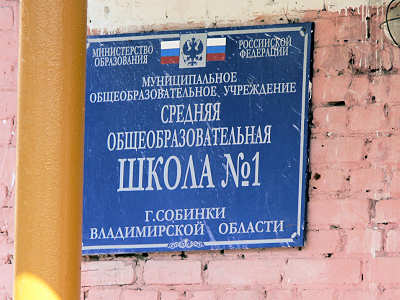 МИНИСТЕРСТВО ОБРАЗОВАНИЯ
РОССИЙСКОЙ ФЕДЕРАЦИИ
МУНИЦИПАЛЬНОЕ
ОБЩЕОБРАЗОВАТЕЛЬНОЕ УЧРЕЖДЕНИЕ
СРЕДНЯЯ
ОБЩЕОБРАЗОВАТЕЛЬНАЯ
ШКОЛА №1
Г.СОБИНКИ
ВЛАДИМИРСКОЙ ОБЛАСТИ